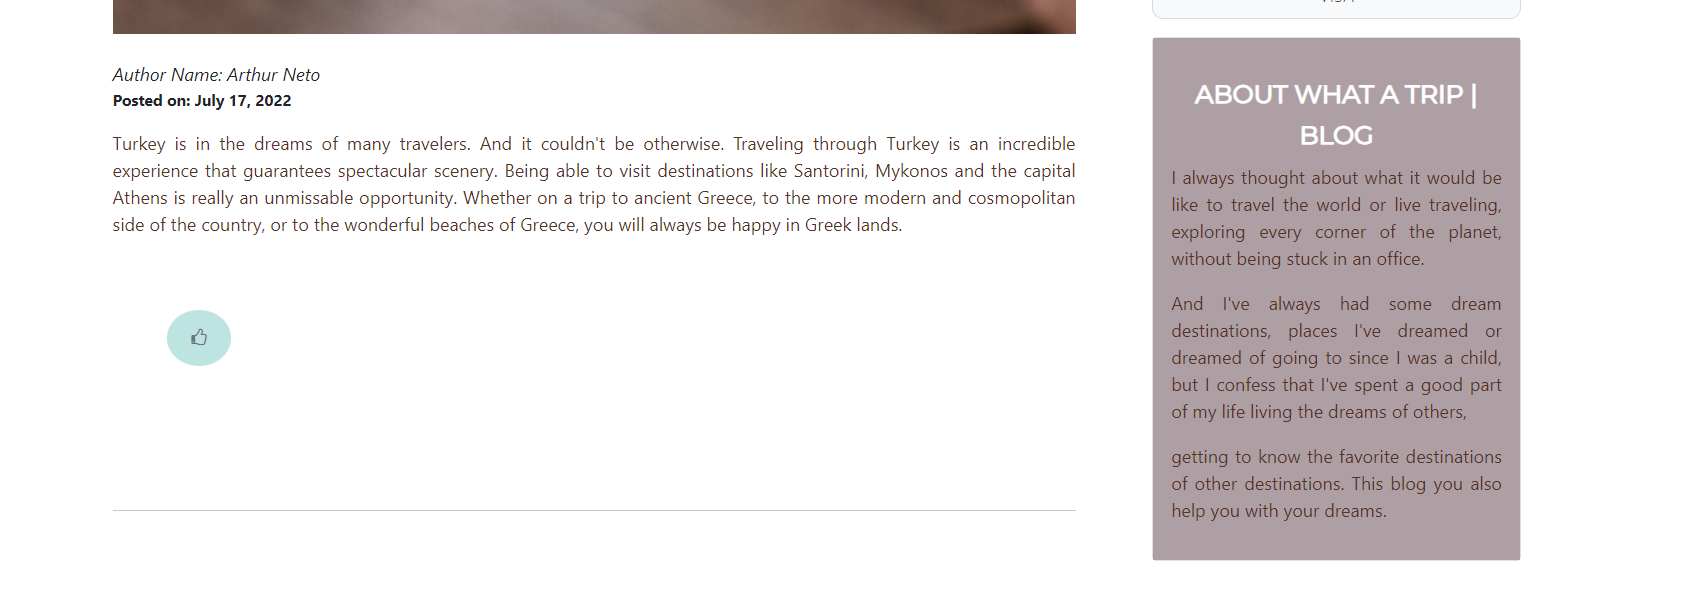 Author Name: Arthur Neto
Posted on: July 17, 2022
Turkey is in the dreams of many travelers. And it couldn't be otherwise. Traveling through Turkey is an incredible
experience that guarantees spectacular scenery. Being able to visit destinations like Santorini, Mykonos and the capital
Athens is really an unmissable opportunity. Whether on a trip to ancient Greece, to the more modern and cosmopolitan
side of the country, or to the wonderful beaches of Greece, you will always be happy in Greek lands.
ABOUT WHAT A TRIP |
BLOG
I always thought about what it would be
like to travel the world or live traveling,
exploring every corner of the planet,
without being stuck in an office.
And I've always had some dream
destinations, places I've dreamed or
dreamed of going to since I was a child,
but I confess that I've spent a good part
of my life living the dreams of others,
getting to know the favorite destinations
of other destinations. This blog you also
help you with your dreams.